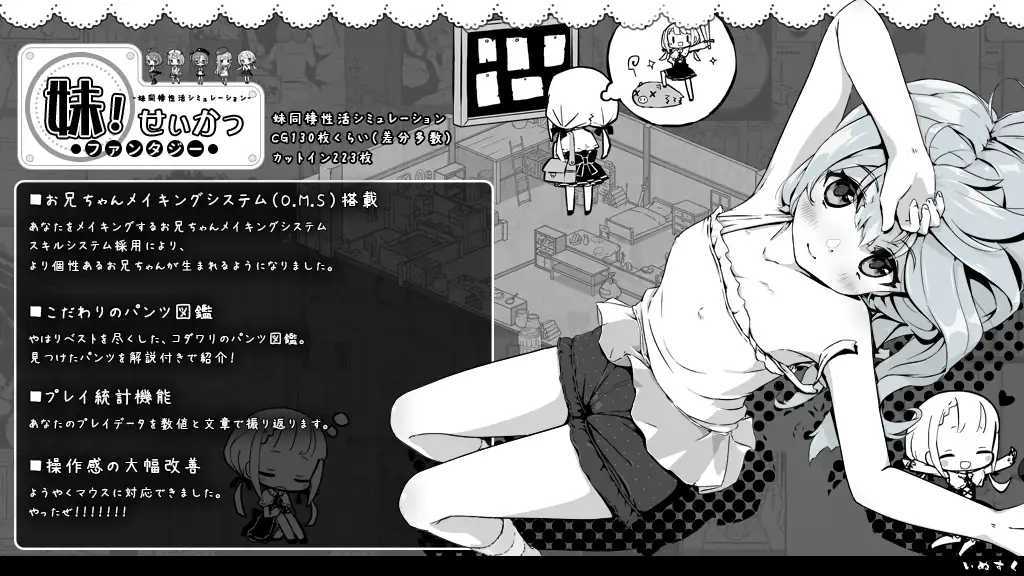 妹!
-妹同棲性活シミュレーション-
せいかつ
•ファンタジー•
妹同棲性活シミュレーション
CG130枚くらい(差分多数)
カットイン223枚
■お兄ちゃんメイキングシステム(O.M.S)搭載
あなたをメイキングするお兄ちゃんメイキングシステム
スキルシステム採用により、
より個性あるお兄ちゃんが生まれるようになりました。
■こだわりのパンツ図鑑
やはりベストを尽くした、コダワリのパンツ図鑑。
見つけたパンツを解説付きで紹介!
■プレイ統計機能
あなたのプレイデータを数値と文章で振り返ります。
■操作感の大幅改善
ようやくマウスに対応できました。
やったぜ!!!!!!!
いぬすく